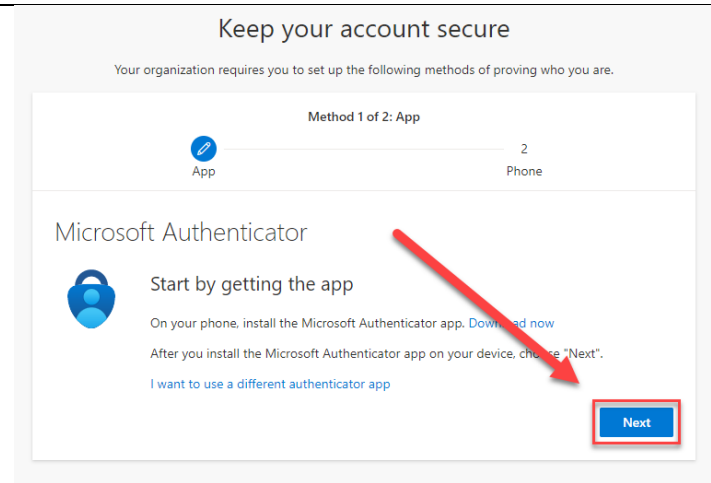 Keep your account secure
Your organization requires you to set up the following methods of proving who you are.
Method 1 of 2: App
2
App
Phone
Microsoft Authenticator
Start by getting the app
On your phone, install the Microsoft Authenticator app. Download now
After you install the Microsoft Authenticator app on your device, choose "Next".
I want to use a different authenticator app
Next